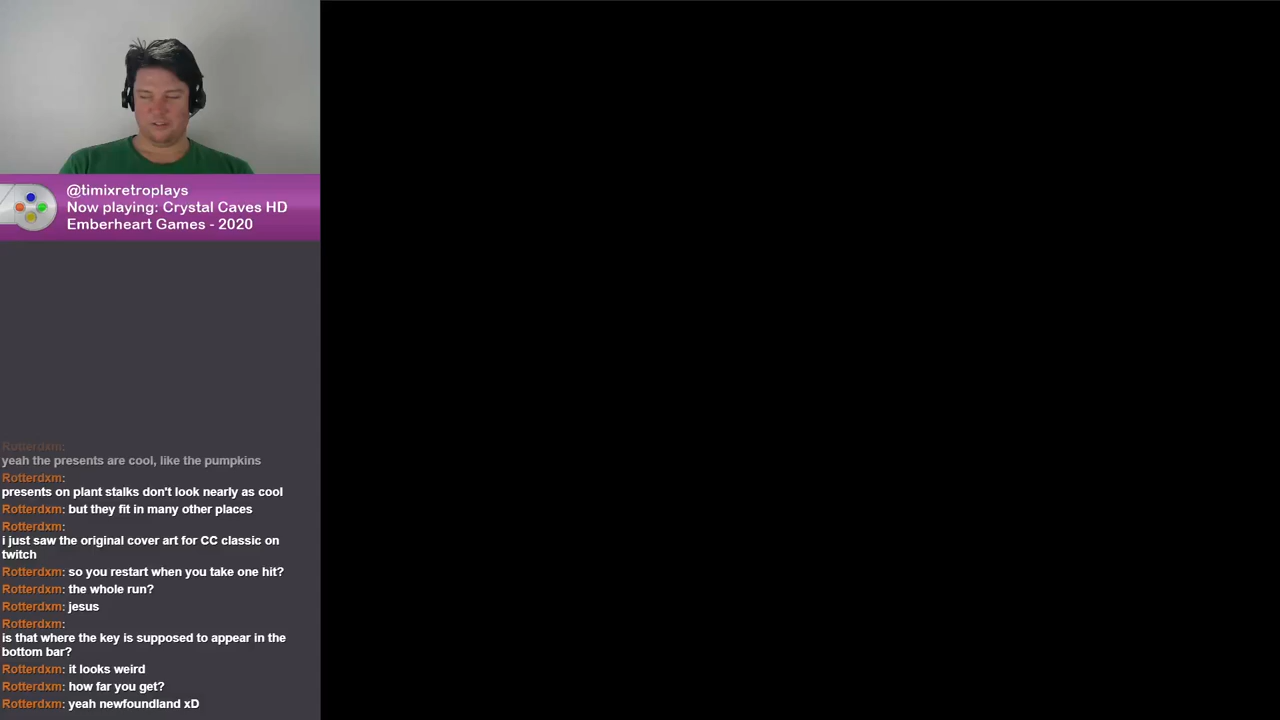 @timixretroplays
Now playing: Crystal Caves HD
Emberheart Games - 2020
Rotterdxm:
yeah the presents are cool, like the pumpkins
Rotterdxm:
presents on plant stalks don't look nearly as cool
Rotterdxm: but they fit in many other places
Rotterdxm:
i just saw the original cover art for CC classic on
twitch
Rotterdxm: so you restart when you take one hit?
Rotterdxm: the whole run?
Rotterdxm: jesus
Rotterdxm:
is that where the key is supposed to appear in the
bottom bar?
Rotterdxm: it looks weird
Rotterdxm: how far you get?
Rotterdxm: yeah newfoundland xD